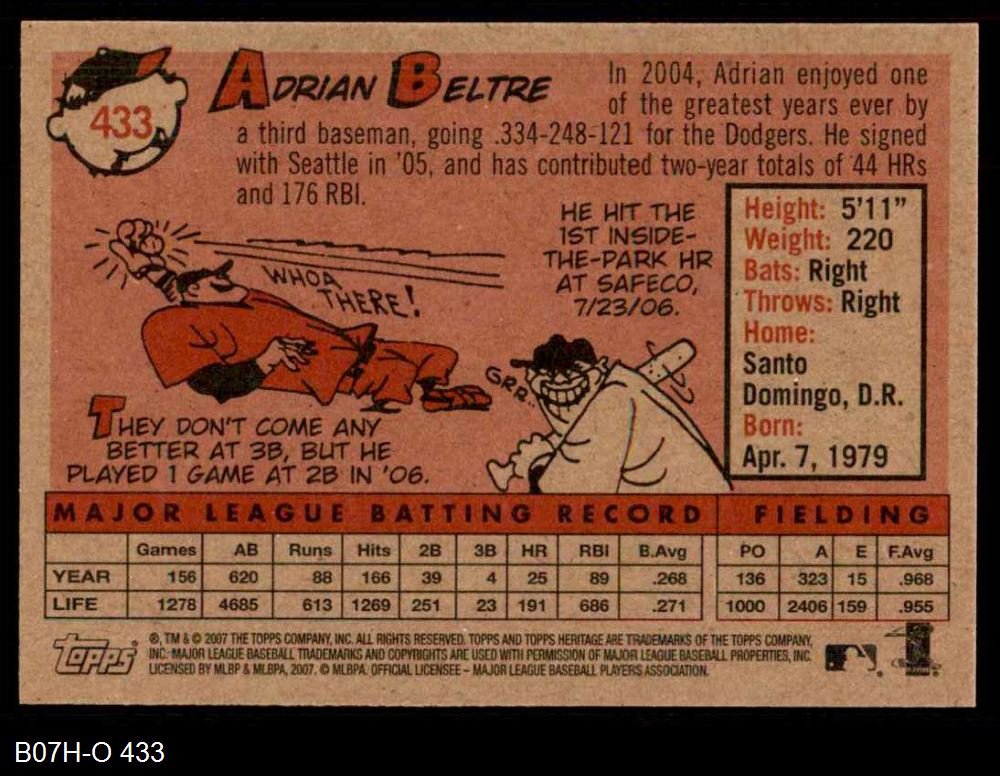 433
ADRIAN BELTRE
In 2004, Adrian enjoyed one
of the greatest years ever by
a third baseman, going .334-248-121 for the Dodgers. He signed
with Seattle in '05, and has contributed two-year totals of 44 HRs
and 176 RBI.
HE HIT THE
1ST INSIDE-
THE-PARK HR
AT SAFECO,
7/23/06.
WHOA
THERE!
GRR..
THEY DON'T COME ANY
BETTER AT 3B, BUT HE
PLAYED 1 GAME AT 2B IN '06.
Height: 5'11"
Weight: 220
Bats: Right
Throws: Right
Home:
Santo
Domingo, D.R.
Born:
Apr. 7, 1979
MAJOR LEAGUE BATTING RECORD FIELDING
Games AB Runs Hits 2B 3B HR RBI B.Avg PO A E F.Avg
YEAR 156 620 88 166 39 4 25 89 .268 136 323 15 .968
LIFE 1278 4685 613 1269 251 23 191 686 .271 1000 2406 159 .955
Topps
®, TM & © 2007 THE TOPPS COMPANY, INC. ALL RIGHTS RESERVED. TOPPS AND TOPPS HERITAGE ARE TRADEMARKS OF THE TOPPS COMPANY,
INC. MAJOR LEAGUE BASEBALL TRADEMARKS AND COPYRIGHTS ARE USED WITH PERMISSION OF MAJOR LEAGUE BASEBALL PROPERTIES, INC.
LICENSED BY MLBP & MLBPA, 2007. © MLBPA. OFFICIAL LICENSEE – MAJOR LEAGUE BASEBALL PLAYERS ASSOCIATION.
B07H-O 433